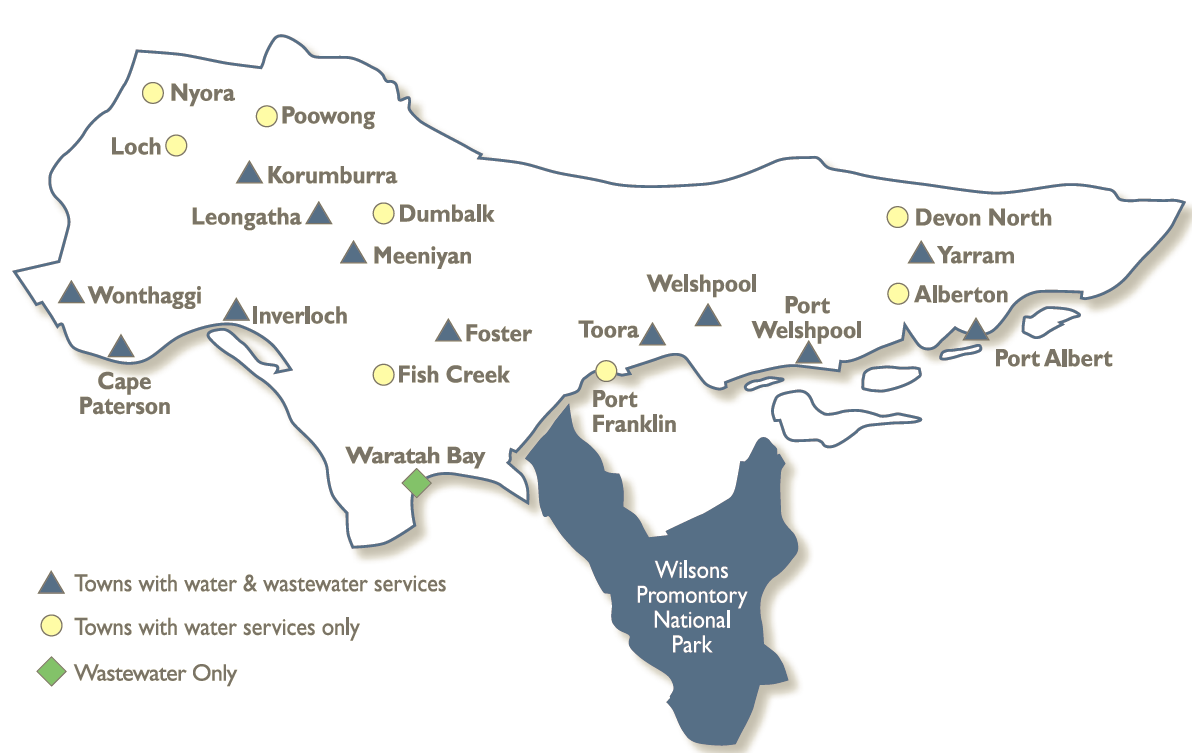 Nyora
Poowong
Loch
Korumburra
Leongatha
Dumbalk
Devon North
Meeniyan
Yarram
Welshpool
Wonthaggi
Alberton
Port
Welshpool
Inverloch
Foster
Toora
Port Albert
Cape
Paterson
Fish Creek
Port
Franklin
Waratah Bay
Wilsons
Promontory
National
Park
Towns with water & wastewater services
Towns with water services only
Wastewater Only